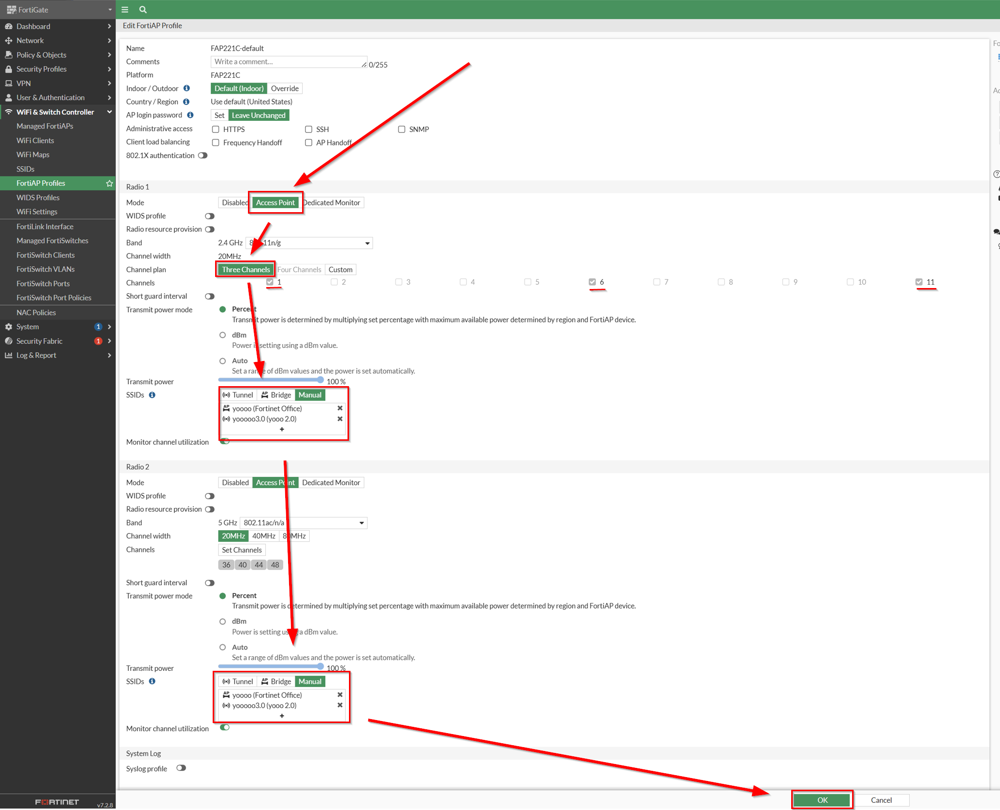 FortiGate
Dashboard
Network
Policy & Objects
Security Profiles
VPN
User & Authentication
WiFi & Switch Controller
Managed FortiAPs
WiFi Clients
WiFi Maps
SSIDs
FortiAP Profiles
WIDS Profiles
WiFi Settings
FortiLink Interface
Managed FortiSwitches
FortiSwitch Clients
FortiSwitch VLANs
FortiSwitch Ports
FortiSwitch Port Policies
NAC Policies
System 1
Security Fabric 1
Log & Report
FORTINET v7.2.8
Edit FortiAP Profile
Name FAP221C-default
Comments Write a comment... 0/255
Platform FAP221C
Indoor / Outdoor Default (Indoor) Override
Country / Region Use default (United States)
AP login password Set Leave Unchanged
Administrative access HTTPS SSH SNMP
Client load balancing Frequency Handoff AP Handoff
802.1X authentication
Radio 1
Mode Disabled Access Point Dedicated Monitor
WIDS profile
Radio resource provision
Band 2.4 GHz
Channel width 20MHz
Channel plan Three Channels Four Channels Custom
Channels 1 2 3 4 5 6 7 8 9 10 11
Short guard interval
Transmit power mode Percent
Transmit power is determined by multiplying set percentage with maximum available power determined by region and FortiAP device.
dBm
Power is setting using a dBm value.
Auto
Set a range of dBm values and the power is set automatically.
Transmit power 100 %
SSIDs Tunnel AP Bridge Manual
AP yoooo (Fortinet Office)
yooooo3.0 (yooo 2.0)
+
Monitor channel utilization
Radio 2
Mode Disabled Access Point Dedicated Monitor
WIDS profile
Radio resource provision
Band 5 GHz 802.11ac/n/a
Channel width 20MHz 40MHz 80MHz
Channels Set Channels
36 40 44 48
Short guard interval
Transmit power mode Percent
Transmit power is determined by multiplying set percentage with maximum available power determined by region and FortiAP device.
dBm
Power is setting using a dBm value.
Auto
Set a range of dBm values and the power is set automatically.
Transmit power 100 %
SSIDs Tunnel AP Bridge Manual
AP yoooo (Fortinet Office)
yooooo3.0 (yooo 2.0)
+
Monitor channel utilization
System Log
Syslog profile
OK Cancel